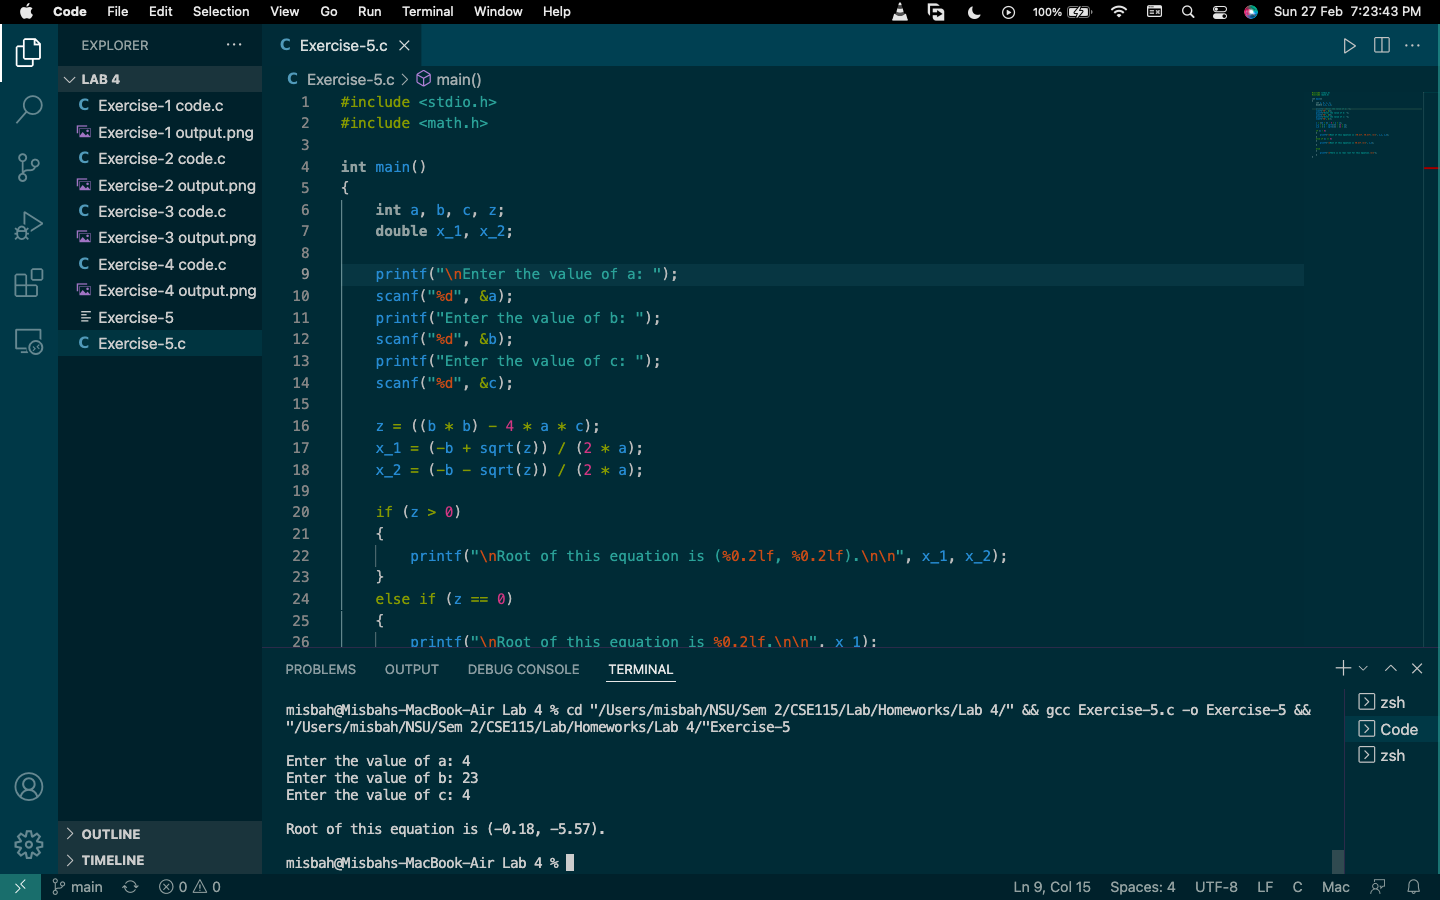 Code File Edit Selection View Go Run Terminal Window Help 100% Sun 27 Feb 7:23:43 PM
EXPLORER
LAB 4
Exercise-1 code.c
Exercise-1 output.png
Exercise-2 code.c
Exercise-2 output.png
Exercise-3 code.c
Exercise-3 output.png
Exercise-4 code.c
Exercise-4 output.png
Exercise-5
Exercise-5.c
OUTLINE
TIMELINE
C Exercise-5.c
C Exercise-5.c > main()
1 #include <stdio.h>
2 #include <math.h>
3
4 int main()
5 {
6 int a, b, c, z;
7 double x_1, x_2;
8
9 printf("\nEnter the value of a: ");
10 scanf("%d", &a);
11 printf("Enter the value of b: ");
12 scanf("%d", &b);
13 printf("Enter the value of c: ");
14 scanf("%d", &c);
15
16 z = ((b * b) - 4 * a * c);
17 x_1 = (-b + sqrt(z)) / (2 * a);
18 x_2 = (-b - sqrt(z)) / (2 * a);
19
20 if (z > 0)
21 {
22 printf("\nRoot of this equation is (%0.2lf, %0.2lf).\n\n", x_1, x_2);
23 }
24 else if (z == 0)
25 {
26 printf("\nRoot of this equation is %0.2lf.\n\n", x_1);
PROBLEMS OUTPUT DEBUG CONSOLE TERMINAL
misbah@Misbahs-MacBook-Air Lab 4 % cd "/Users/misbah/NSU/Sem 2/CSE115/Lab/Homeworks/Lab 4/" && gcc Exercise-5.c -o Exercise-5 &&
"/Users/misbah/NSU/Sem 2/CSE115/Lab/Homeworks/Lab 4/"Exercise-5
Enter the value of a: 4
Enter the value of b: 23
Enter the value of c: 4
Root of this equation is (-0.18, -5.57).
misbah@Misbahs-MacBook-Air Lab 4 %
zsh
Code
zsh
main 0 0 Ln 9, Col 15 Spaces: 4 UTF-8 LF C Mac